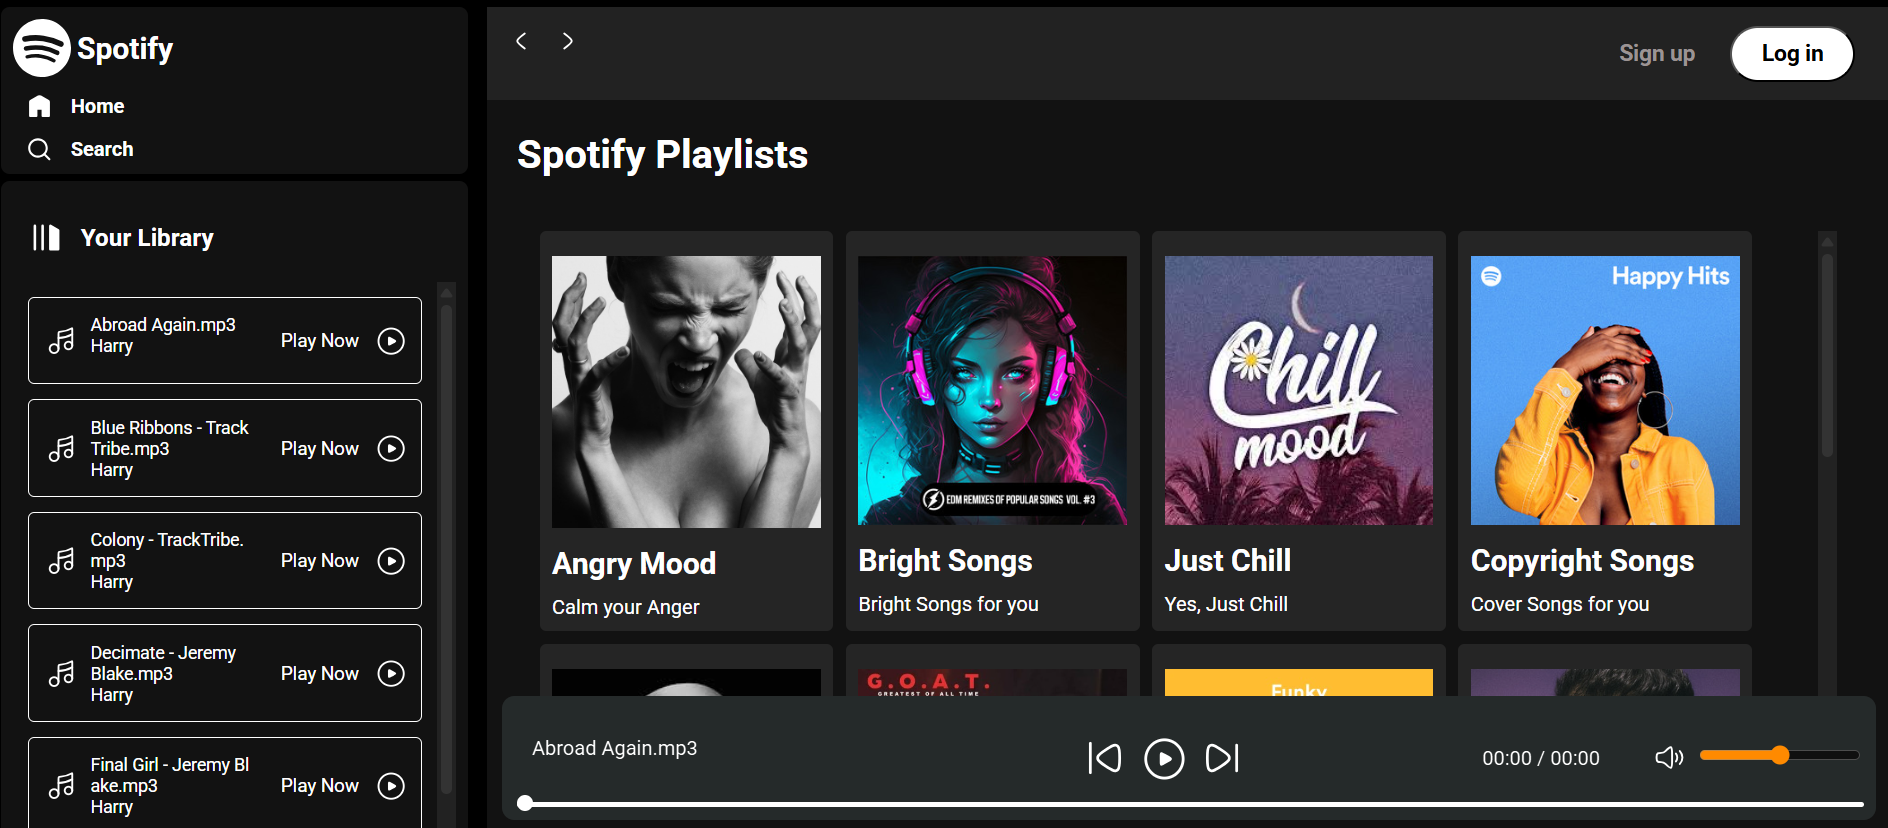 Spotify
Home
Search
Your Library
Abroad Again.mp3
Harry
Play Now
Blue Ribbons - Track
Tribe.mp3
Harry
Play Now
Colony - TrackTribe.
mp3
Harry
Play Now
Decimate - Jeremy
Blake.mp3
Harry
Play Now
Final Girl - Jeremy Bl
ake.mp3
Harry
Play Now
Sign up
Log in
Spotify Playlists
EDM REMIXES OF POPULAR SONGS VOL. #3
Chill
mood
Happy Hits
Angry Mood
Calm your Anger
Bright Songs
Bright Songs for you
Just Chill
Yes, Just Chill
Copyright Songs
Cover Songs for you
G.O.A.T.
GREATEST OF ALL TIME
Funky
Abroad Again.mp3
00:00 / 00:00